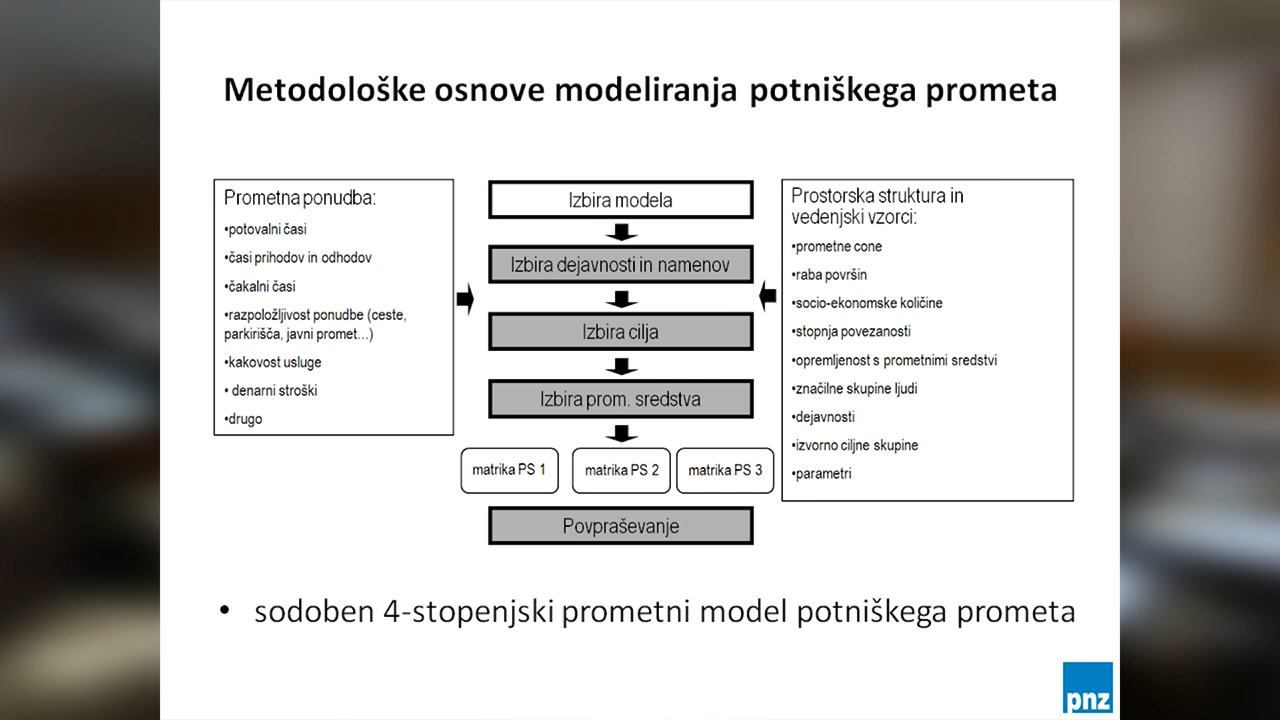 Metodološke osnove modeliranja potniškega prometa
Prometna ponudba:
•potovalni časi
•časi prihodov in odhodov
•čakalni časi
•razpoložljivost ponudbe (ceste,
parkirišča, javni promet...)
•kakovost usluge
• denarni stroški
•drugo
Izbira modela
Izbira dejavnosti in namenov
Izbira cilja
Izbira prom. sredstva
matrika PS 1
matrika PS 2
matrika PS 3
Povpraševanje
Prostorska struktura in
vedenjski vzorci:
•prometne cone
•raba površin
•socio-ekonomske količine
•stopnja povezanosti
•opremljenost s prometnimi sredstvi
•značilne skupine ljudi
•dejavnosti
•izvorno ciljne skupine
•parametri
• sodoben 4-stopenjski prometni model potniškega prometa
pnz